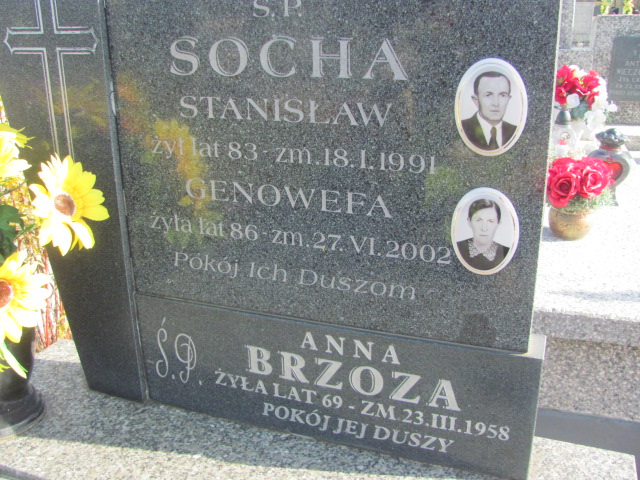 Ś.P.
SOCHA
STANISŁAW
żył lat 83 - zm. 18.I.1991
GENOWEFA
żyła lat 86 - zm. 27.VI.2002
Pokój Ich Duszom
Ś.P.
ANNA
BRZOZA
ŻYŁA LAT 69 - ZM. 23.III.1958
POKÓJ JEJ DUSZY